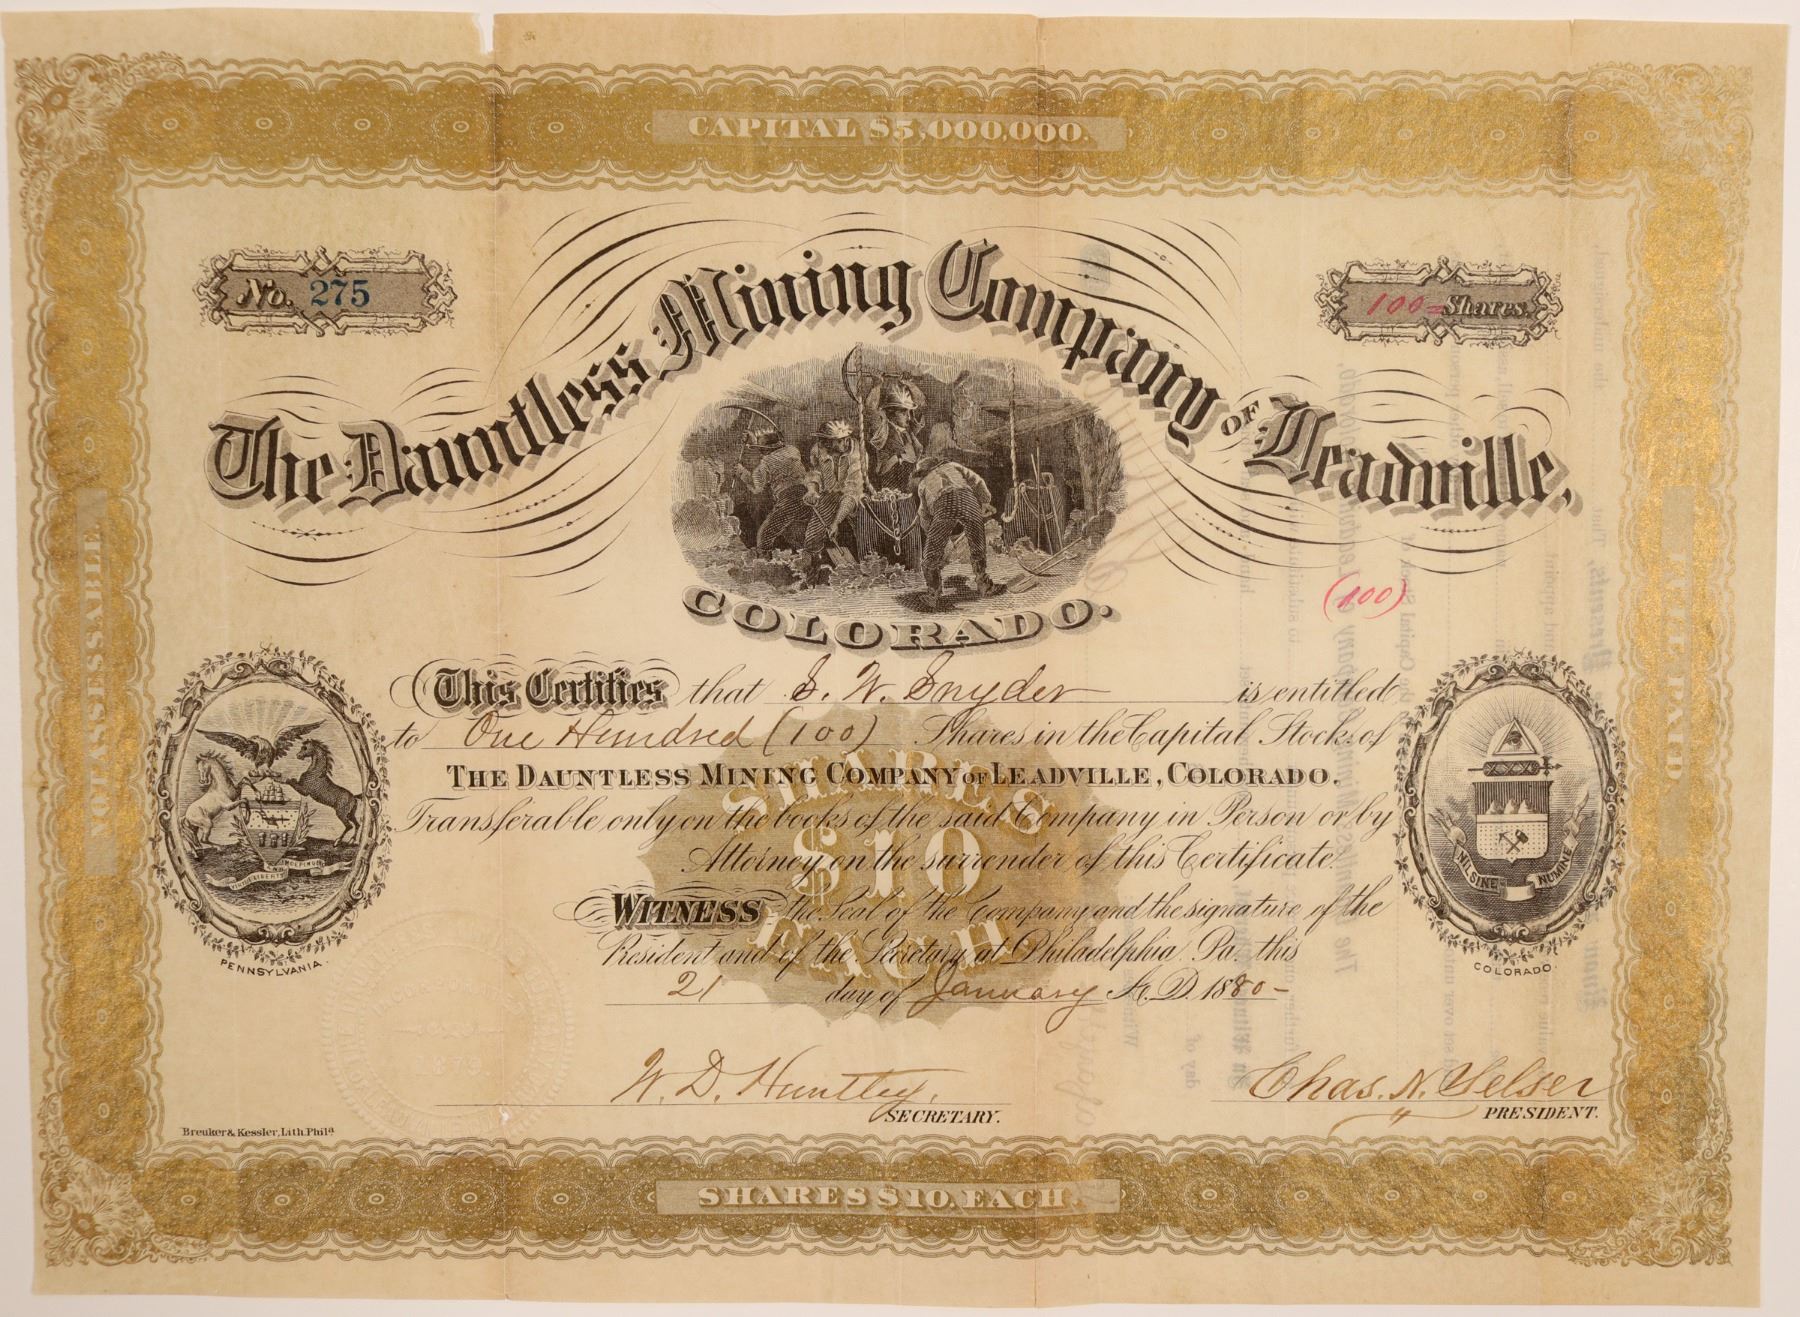 CAPITAL $5,000,000.
No. 275
100= Shares.
The Dauntless Mining Company OF Leadville,
COLORADO.
(100)
NOT ASSESSABLE
FULL PAID
This Certifies that S. W. Snyder is entitled
to One Hundred (100) Shares in the Capital Stock of
THE DAUNTLESS MINING COMPANY OF LEADVILLE, COLORADO.
Transferable only on the books of the said Company in Person or by
Attorney on the surrender of this Certificate.
SHARES
$10
EACH
WITNESS the Seal of the Company and the signature of the
President and of the Secretary at Philadelphia Pa. this
21 day of January A. D. 1880-
PENNSYLVANIA.
NIL SINE NUMINE
COLORADO.
W. D. Huntley.
SECRETARY.
Chas. N. Selser
PRESIDENT.
Breuker & Kessler, Lith. Phila
SHARES $10. EACH.